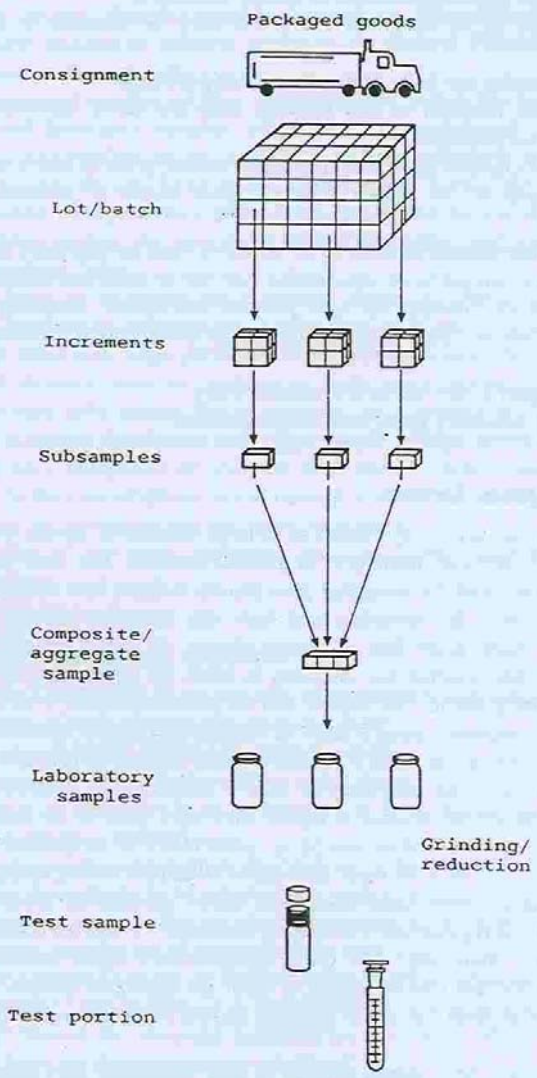 Packaged goods
Consignment
Lot/batch
Increments
Subsamples
Composite/
aggregate
sample
Laboratory
samples
Grinding/
reduction
Test sample
Test portion